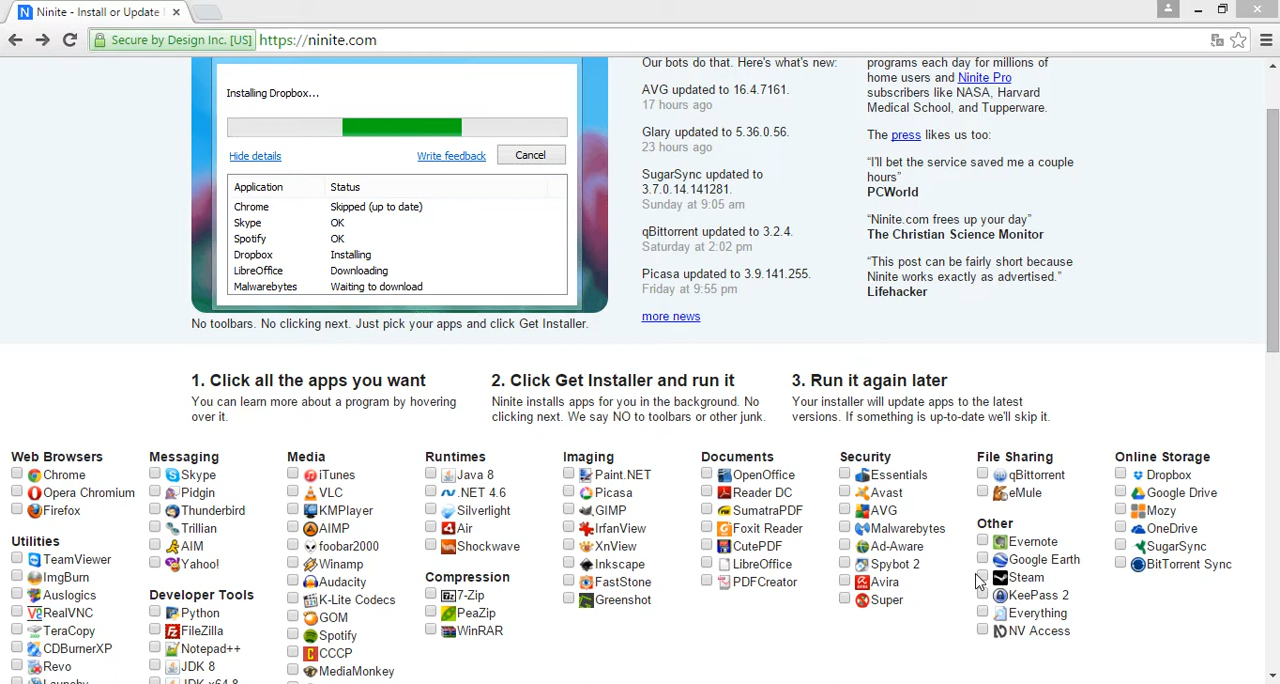 Ninite - Install or Update
Secure by Design Inc. [US]
https://ninite.com
Installing Dropbox...
Hide details
Write feedback
Cancel
Application Status
Chrome Skipped (up to date)
Skype OK
Spotify OK
Dropbox Installing
LibreOffice Downloading
Malwarebytes Waiting to download
No toolbars. No clicking next. Just pick your apps and click Get Installer.
Our bots do that. Here's what's new:
AVG updated to 16.4.7161.
17 hours ago
Glary updated to 5.36.0.56.
23 hours ago
SugarSync updated to
3.7.0.14.141281.
Sunday at 9:05 am
qBittorrent updated to 3.2.4.
Saturday at 2:02 pm
Picasa updated to 3.9.141.255.
Friday at 9:55 pm
more news
programs each day for millions of
home users and Ninite Pro
subscribers like NASA, Harvard
Medical School, and Tupperware.
The press likes us too:
“I'll bet the service saved me a couple
hours”
PCWorld
“Ninite.com frees up your day”
The Christian Science Monitor
“This post can be fairly short because
Ninite works exactly as advertised.”
Lifehacker
1. Click all the apps you want
You can learn more about a program by hovering
over it.
2. Click Get Installer and run it
Ninite installs apps for you in the background. No
clicking next. We say NO to toolbars or other junk.
3. Run it again later
Your installer will update apps to the latest
versions. If something is up-to-date we'll skip it.
Web Browsers
Chrome
Opera Chromium
Firefox
Utilities
TeamViewer
ImgBurn
Auslogics
RealVNC
TeraCopy
CDBurnerXP
Revo
Launchy
Messaging
Skype
Pidgin
Thunderbird
Trillian
AIM
Yahoo!
Developer Tools
Python
FileZilla
Notepad++
JDK 8
JDK x64 8
Media
iTunes
VLC
KMPlayer
AIMP
foobar2000
Winamp
Audacity
K-Lite Codecs
GOM
Spotify
CCCP
MediaMonkey
Runtimes
Java 8
.NET 4.6
Silverlight
Air
Shockwave
Compression
7-Zip
PeaZip
WinRAR
Imaging
Paint.NET
Picasa
GIMP
IrfanView
XnView
Inkscape
FastStone
Greenshot
Documents
OpenOffice
Reader DC
SumatraPDF
Foxit Reader
CutePDF
LibreOffice
PDFCreator
Security
Essentials
Avast
AVG
Malwarebytes
Ad-Aware
Spybot 2
Avira
Super
File Sharing
qBittorrent
eMule
Other
Evernote
Google Earth
Steam
KeePass 2
Everything
NV Access
Online Storage
Dropbox
Google Drive
Mozy
OneDrive
SugarSync
BitTorrent Sync